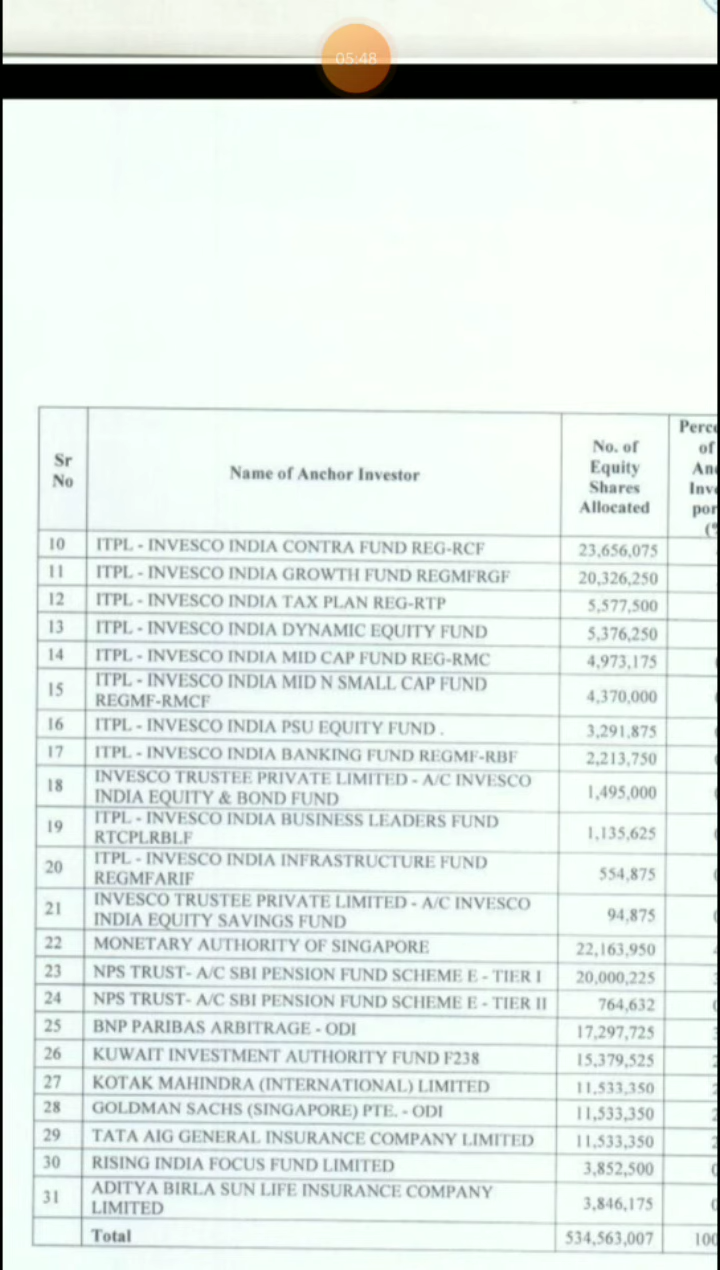 05:48
Sr No
Name of Anchor Investor
No. of
Equity
Shares
Allocated
of
10 ITPL - INVESCO INDIA CONTRA FUND REG-RCF 23,656,075
11 ITPL - INVESCO INDIA GROWTH FUND REGMFRGF 20,326,250
12 ITPL - INVESCO INDIA TAX PLAN REG-RTP 5,577,500
13 ITPL - INVESCO INDIA DYNAMIC EQUITY FUND 5,376,250
14 ITPL - INVESCO INDIA MID CAP FUND REG-RMC 4,973,175
15 ITPL - INVESCO INDIA MID N SMALL CAP FUND
REGMF-RMCF 4,370,000
16 ITPL - INVESCO INDIA PSU EQUITY FUND . 3,291,875
17 ITPL - INVESCO INDIA BANKING FUND REGMF-RBF 2,213,750
18 INVESCO TRUSTEE PRIVATE LIMITED - A/C INVESCO
INDIA EQUITY & BOND FUND 1,495,000
19 ITPL - INVESCO INDIA BUSINESS LEADERS FUND
RTCPLRBLF 1,135,625
20 ITPL - INVESCO INDIA INFRASTRUCTURE FUND
REGMFARIF 554,875
21 INVESCO TRUSTEE PRIVATE LIMITED - A/C INVESCO
INDIA EQUITY SAVINGS FUND 94,875
22 MONETARY AUTHORITY OF SINGAPORE 22,163,950
23 NPS TRUST- A/C SBI PENSION FUND SCHEME E - TIER I 20,000,225
24 NPS TRUST- A/C SBI PENSION FUND SCHEME E - TIER II 764,632
25 BNP PARIBAS ARBITRAGE - ODI 17,297,725
26 KUWAIT INVESTMENT AUTHORITY FUND F238 15,379,525
27 KOTAK MAHINDRA (INTERNATIONAL) LIMITED 11,533,350
28 GOLDMAN SACHS (SINGAPORE) PTE. - ODI 11,533,350
29 TATA AIG GENERAL INSURANCE COMPANY LIMITED 11,533,350
30 RISING INDIA FOCUS FUND LIMITED 3,852,500
31 ADITYA BIRLA SUN LIFE INSURANCE COMPANY
LIMITED 3,846,175
Total 534,563,007